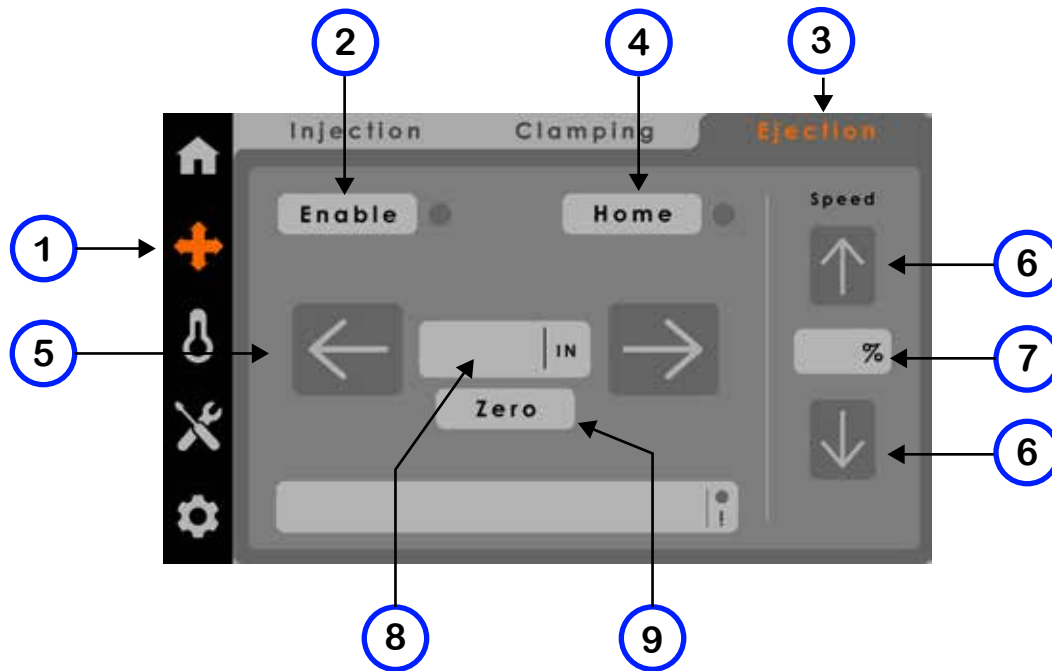 2
4
3
Injection
Clamping
Ejection
Enable
Home
Speed
1
6
IN
5
%
7
Zero
6
!
8
9